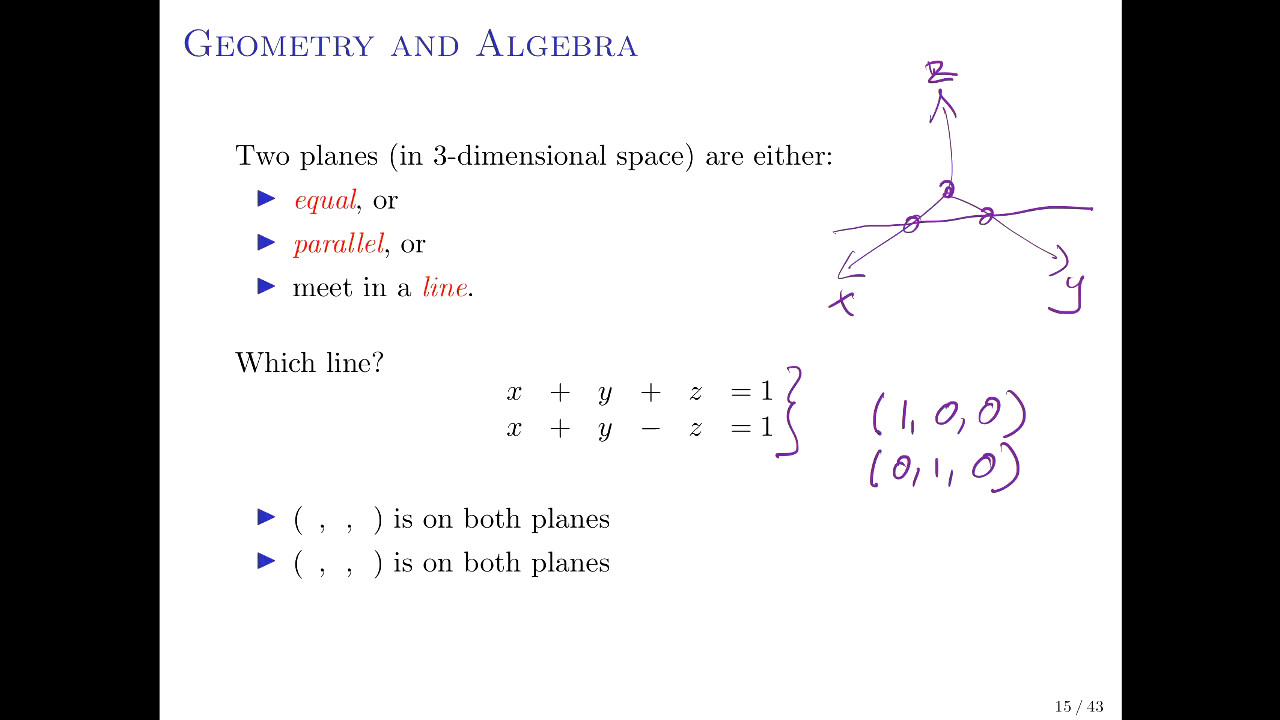 GEOMETRY AND ALGEBRA
Two planes (in 3-dimensional space) are either:
▶ equal, or
▶ parallel, or
▶ meet in a line.
z
x
y
Which line?
x + y + z = 1
x + y − z = 1
(1, 0, 0)
(0, 1, 0)
▶ ( , , ) is on both planes
▶ ( , , ) is on both planes
15 / 43